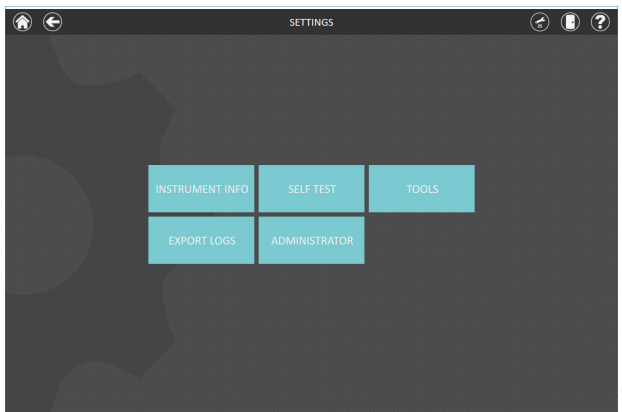 SETTINGS
?
INSTRUMENT INFO
SELF TEST
TOOLS
EXPORT LOGS
ADMINISTRATOR